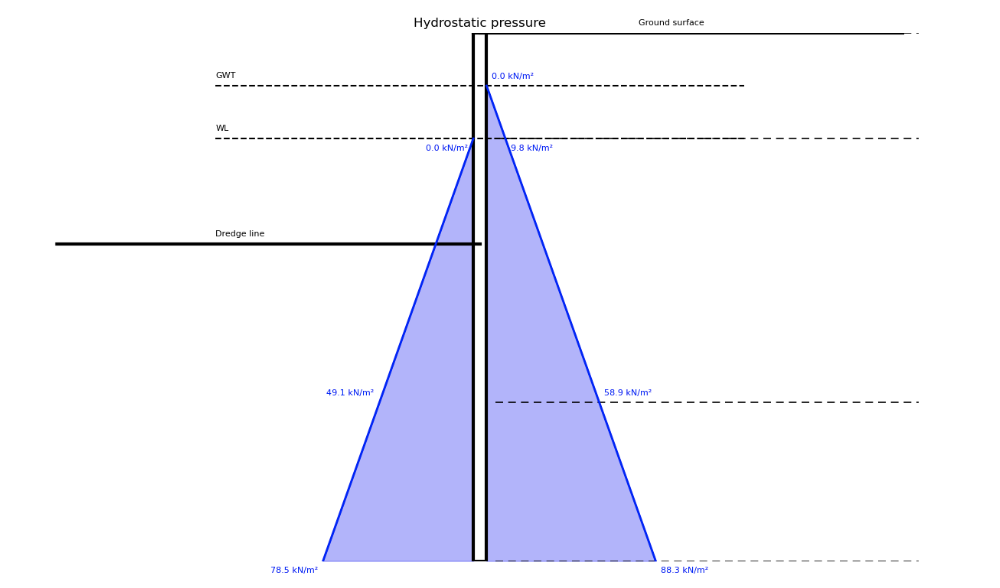 Hydrostatic pressure
Ground surface
GWT
0.0 kN/m²
WL
0.0 kN/m²
9.8 kN/m²
Dredge line
49.1 kN/m²
58.9 kN/m²
78.5 kN/m²
88.3 kN/m²